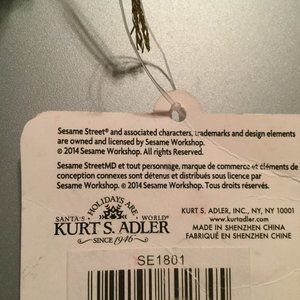 Sesame Street® and associated characters, trademarks and design elements
are owned and licensed by Sesame Workshop.
© 2014 Sesame Workshop. All rights Reserved.
Sesame StreetMD et tout personnage, marque de commerce et éléments de
conception connexes sont détenus et distribués sous licence par
Sesame Workshop. © 2014 Sesame Workshop. Tous droits réservés.
HOLIDAYS ARE
SANTA'S WORLD®
KURT S. ADLER
SINCE 1946
KURT S. ADLER, INC., NY, NY 10001
www.kurtadler.com
MADE IN SHENZHEN CHINA
FABRIQUÉ EN SHENZHEN CHINE
SE1801